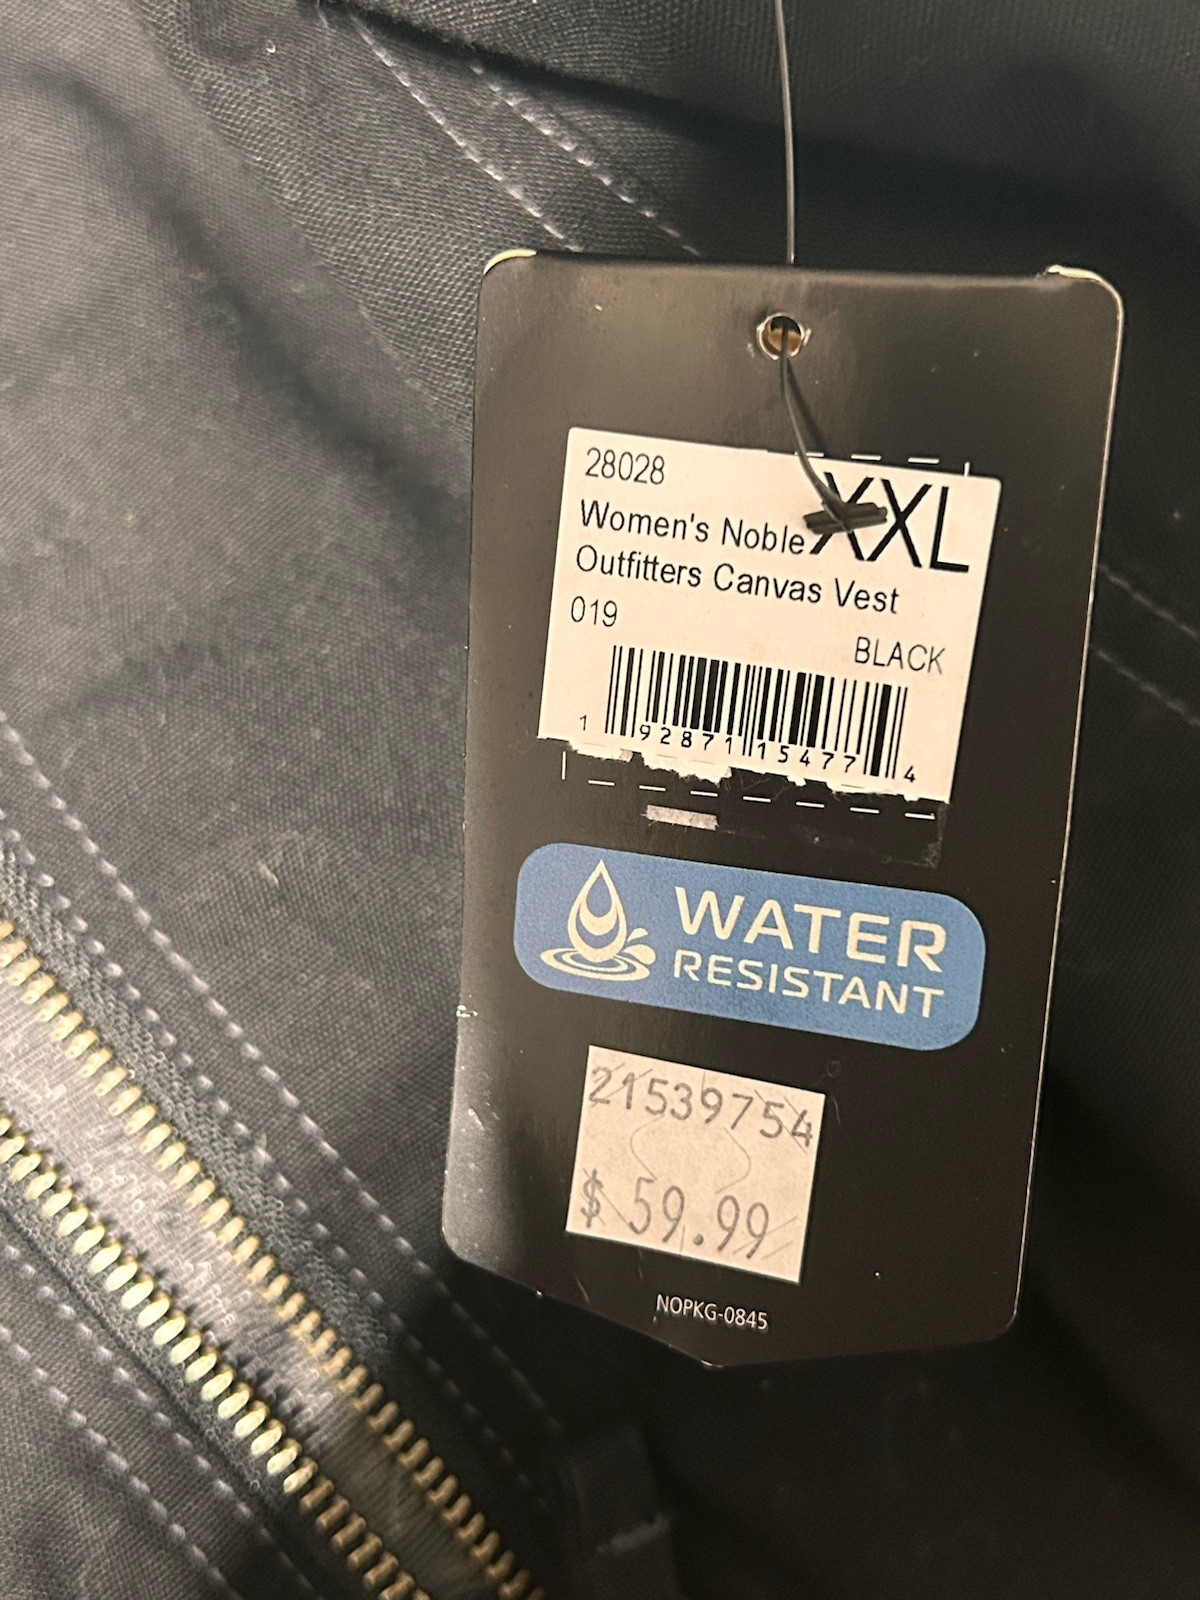 28028
XXL
Women's Noble
Outfitters Canvas Vest
019
BLACK
1 92871 15477 4
WATER
RESISTANT
21539754
$ 59.99
NOPKG-0845